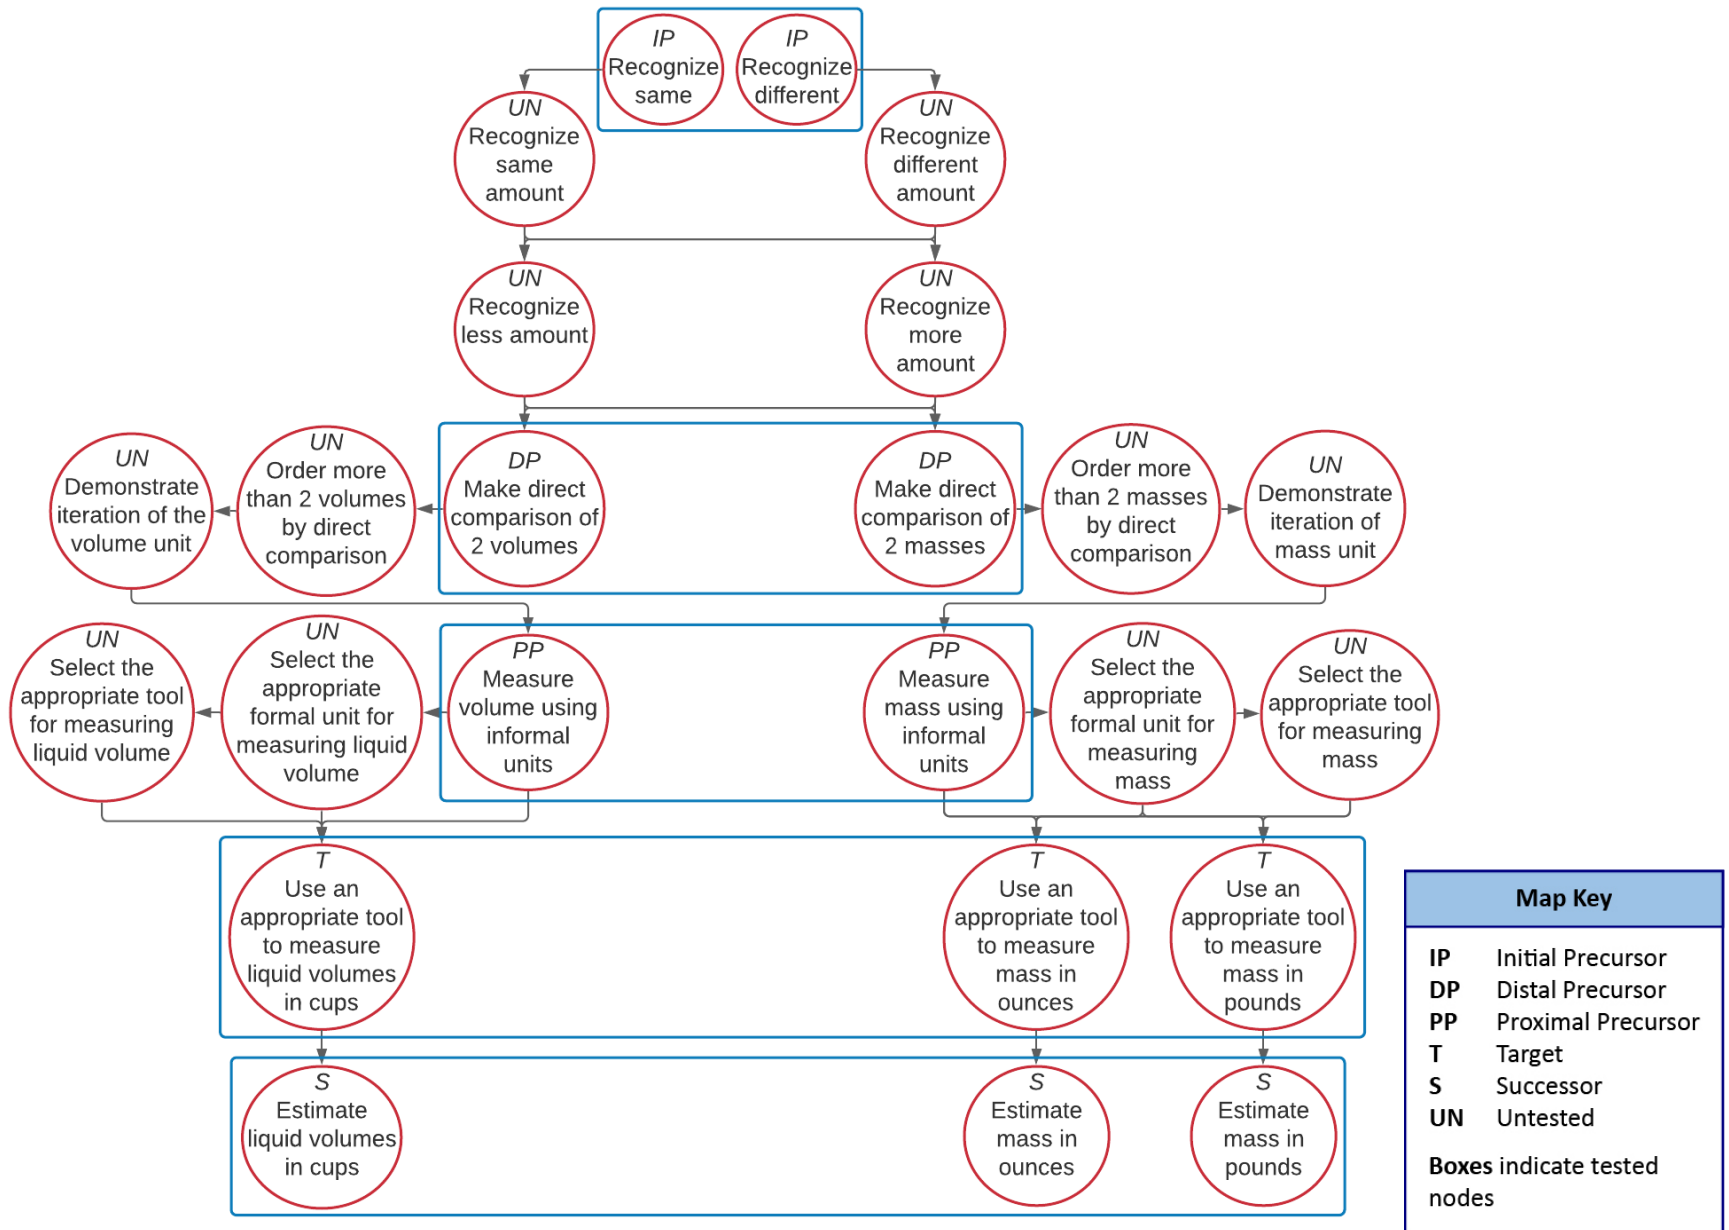 IP
Recognize
same
IP
Recognize
different
UN
Recognize
same
amount
UN
Recognize
different
amount
UN
Recognize
less amount
UN
Recognize
more
amount
UN
Demonstrate
iteration of the
volume unit
UN
Order more
than 2 volumes
by direct
comparison
DP
Make direct
comparison of
2 volumes
DP
Make direct
comparison of
2 masses
UN
Order more
than 2 masses
by direct
comparison
UN
Demonstrate
iteration of
mass unit
UN
Select the
appropriate tool
for measuring
liquid volume
UN
Select the
appropriate
formal unit for
measuring liquid
volume
PP
Measure
volume using
informal
units
PP
Measure
mass using
informal
units
UN
Select the
appropriate
formal unit for
measuring
mass
UN
Select the
appropriate tool
for measuring
mass
T
Use an
appropriate tool
to measure
liquid volumes
in cups
T
Use an
appropriate tool
to measure
mass in
ounces
T
Use an
appropriate tool
to measure
mass in
pounds
S
Estimate
liquid volumes
in cups
S
Estimate
mass in
ounces
S
Estimate
mass in
pounds
Map Key
IP Initial Precursor
DP Distal Precursor
PP Proximal Precursor
T Target
S Successor
UN Untested
Boxes indicate tested
nodes